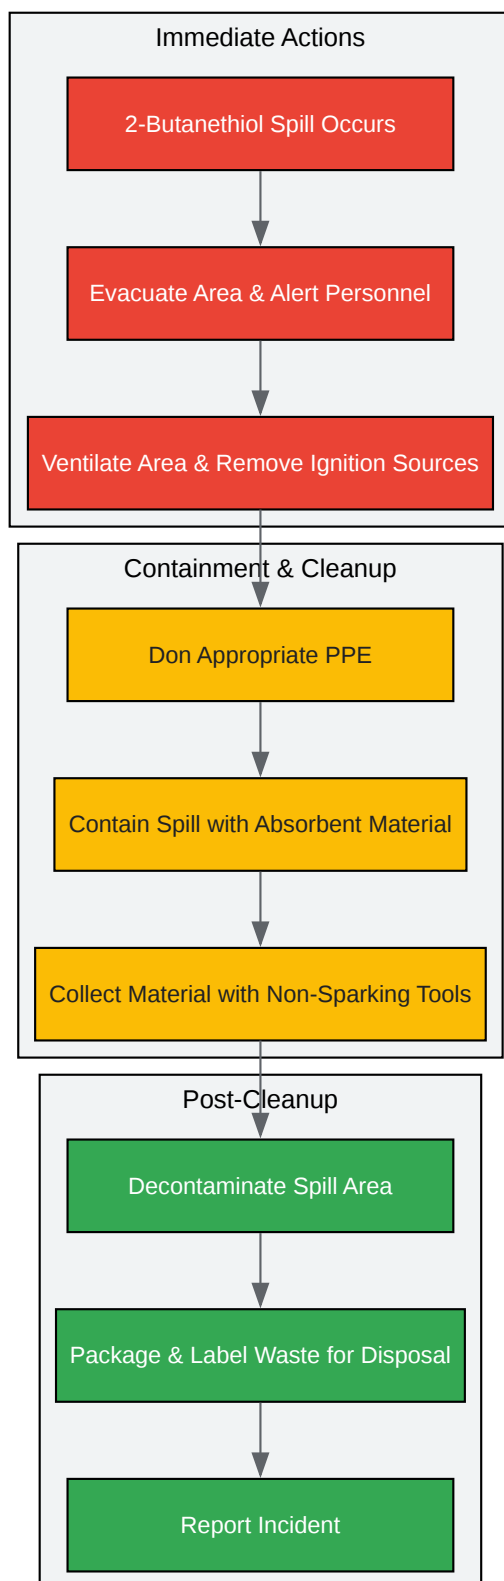 Immediate Actions
2-Butanethiol Spill Occurs
Evacuate Area & Alert Personnel
Ventilate Area & Remove Ignition Sources
Containment & Cleanup
Don Appropriate PPE
Contain Spill with Absorbent Material
Collect Material with Non-Sparking Tools
Post-Cleanup
Decontaminate Spill Area
Package & Label Waste for Disposal
Report Incident